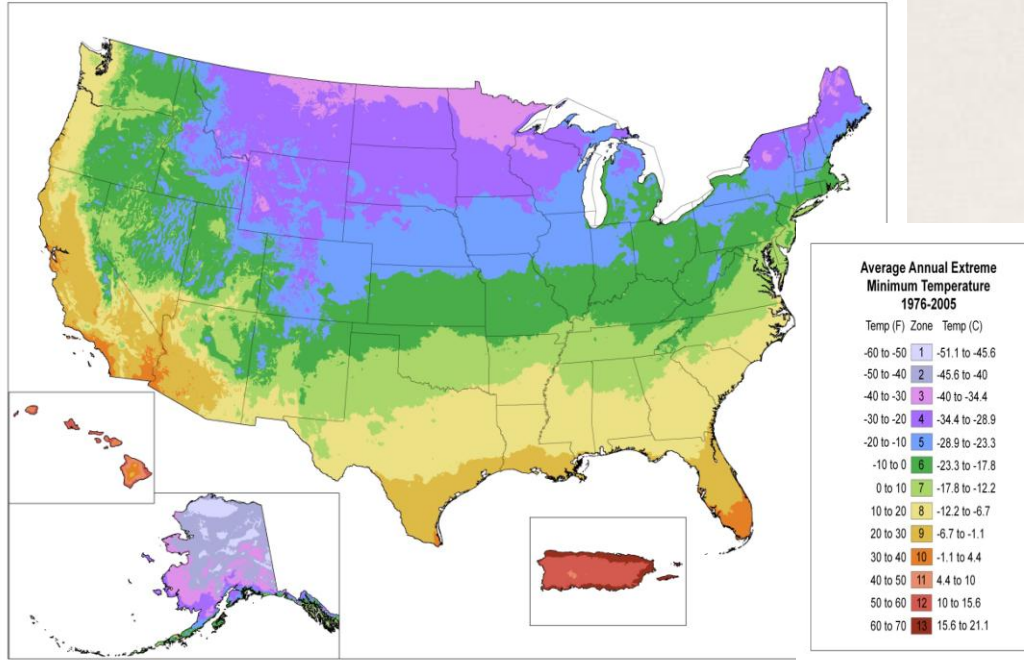 Average Annual Extreme
Minimum Temperature
1976-2005
Temp (F) Zone Temp (C)
-60 to -50 1 -51.1 to -45.6
-50 to -40 2 -45.6 to -40
-40 to -30 3 -40 to -34.4
-30 to -20 4 -34.4 to -28.9
-20 to -10 5 -28.9 to -23.3
-10 to 0 6 -23.3 to -17.8
0 to 10 7 -17.8 to -12.2
10 to 20 8 -12.2 to -6.7
20 to 30 9 -6.7 to -1.1
30 to 40 10 -1.1 to 4.4
40 to 50 11 4.4 to 10
50 to 60 12 10 to 15.6
60 to 70 13 15.6 to 21.1